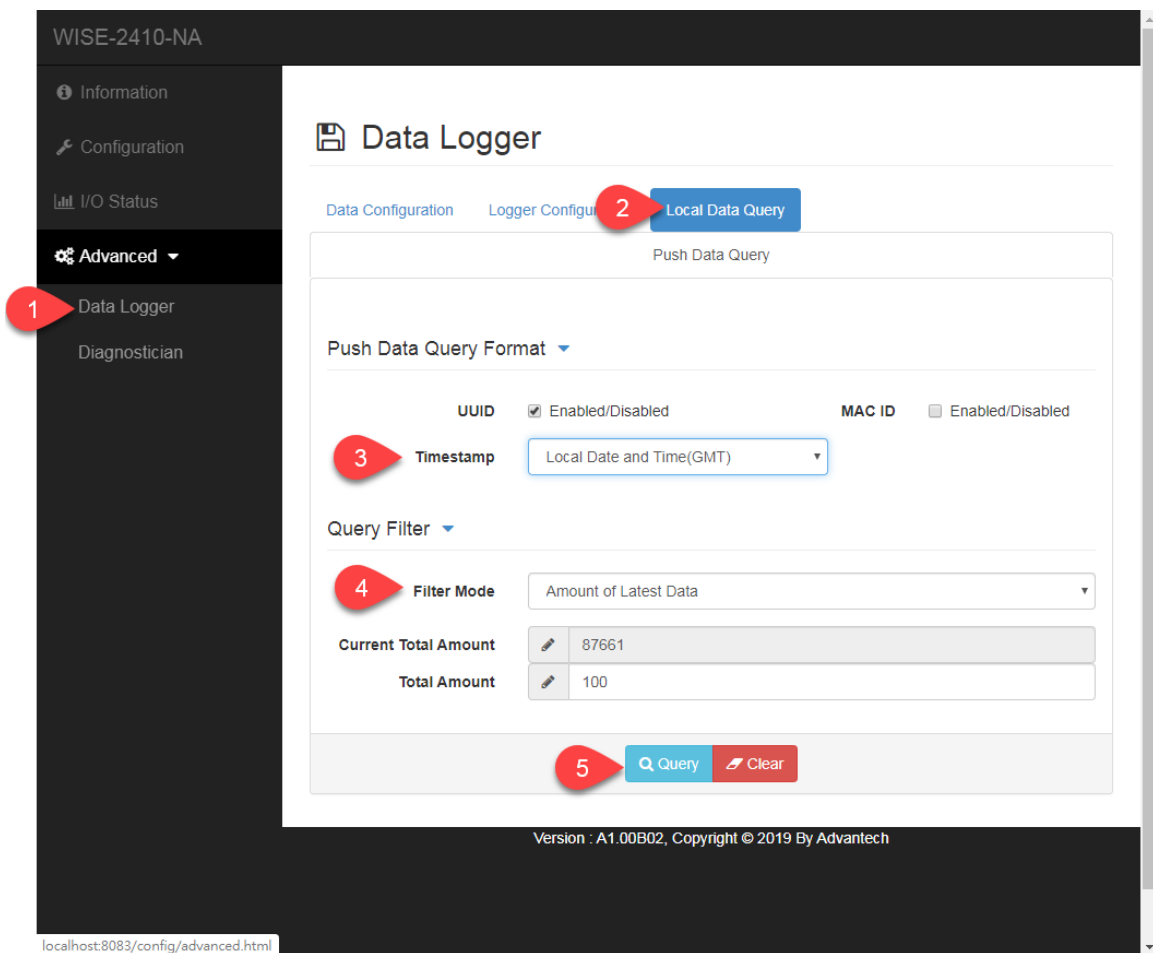 WISE-2410-NA
Information
Configuration
I/O Status
Advanced
1 Data Logger
Diagnostician
Data Logger
Data Configuration Logger Configu 2 Local Data Query
Push Data Query
Push Data Query Format
UUID Enabled/Disabled MAC ID Enabled/Disabled
3 Timestamp Local Date and Time(GMT)
Query Filter
4 Filter Mode Amount of Latest Data
Current Total Amount 87661
Total Amount 100
5 Query Clear
Version : A1.00B02, Copyright © 2019 By Advantech
localhost:8083/config/advanced.html